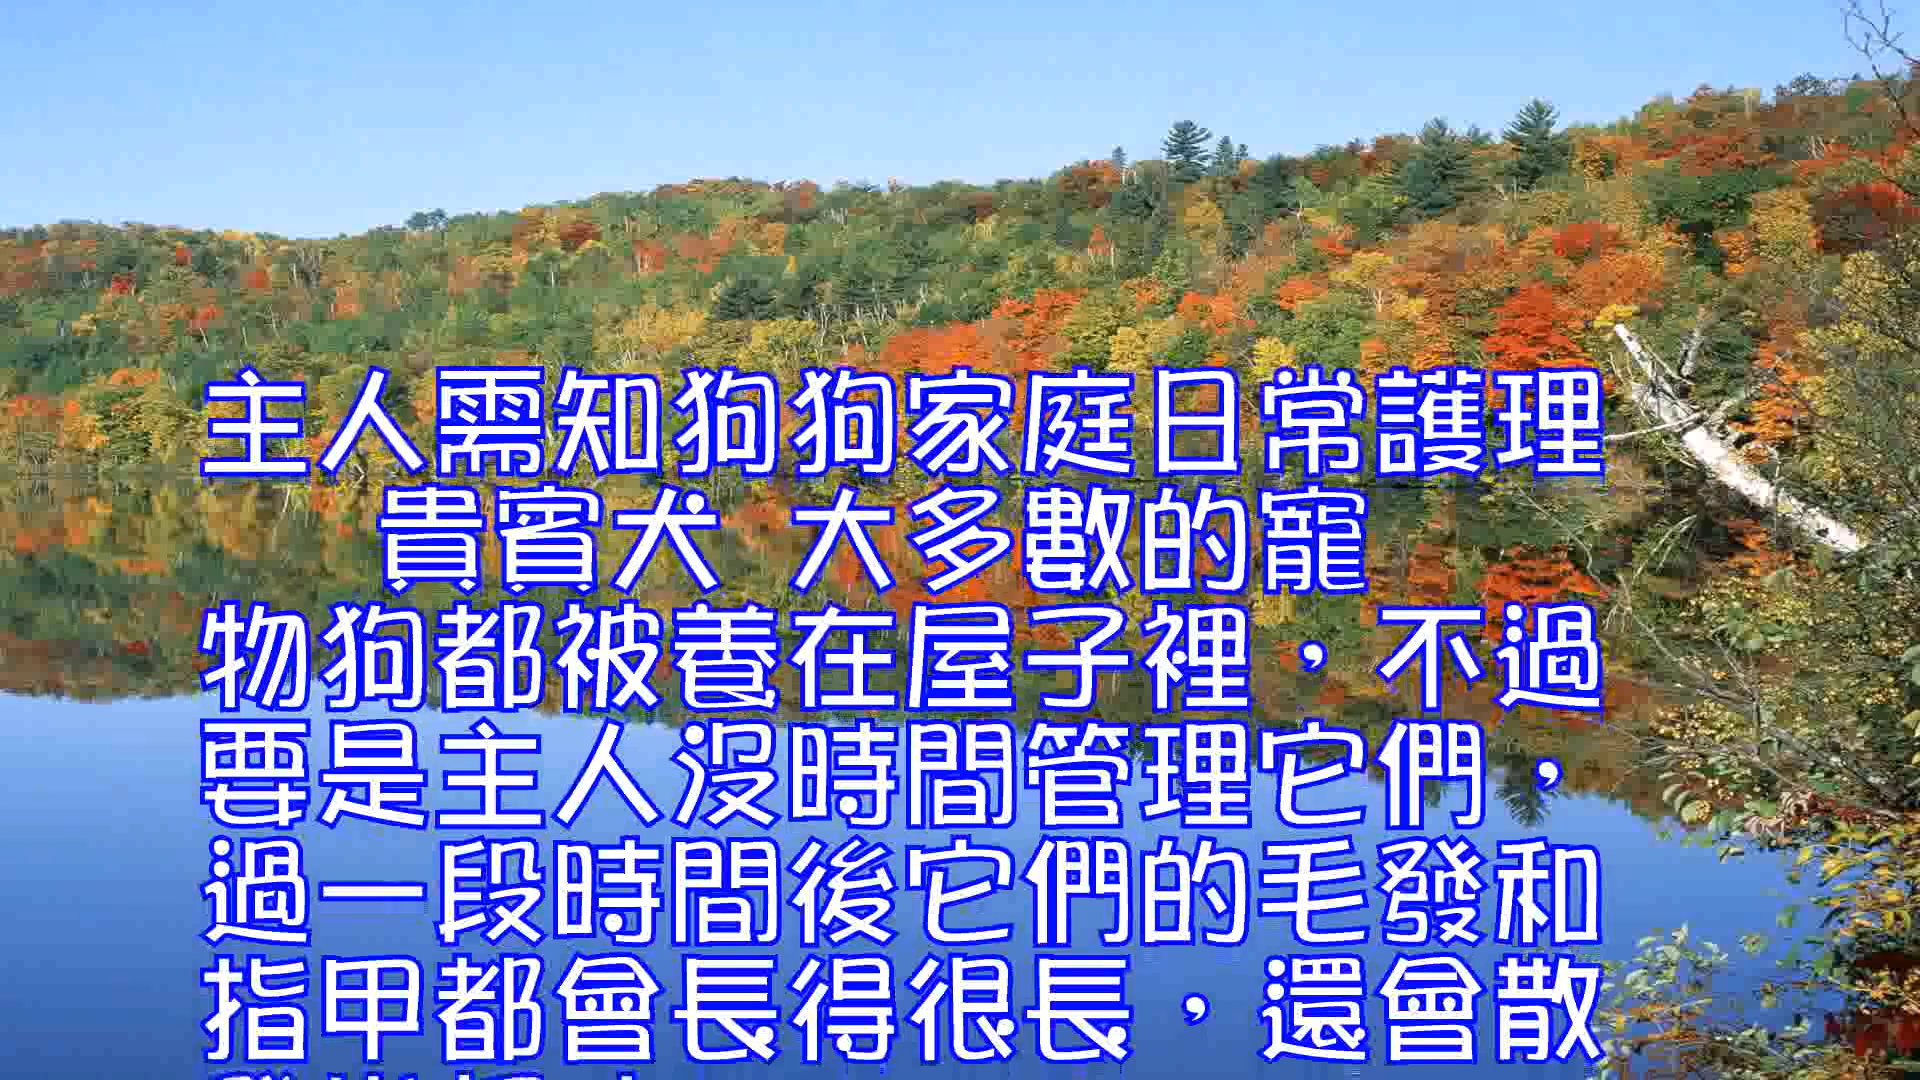 主人需知狗狗家庭日常護理
貴賓犬 大多數的寵
物狗都被養在屋子裡，不過
要是主人沒時間管理它們，
過一段時間後它們的毛發和
指甲都會長得很長，還會散